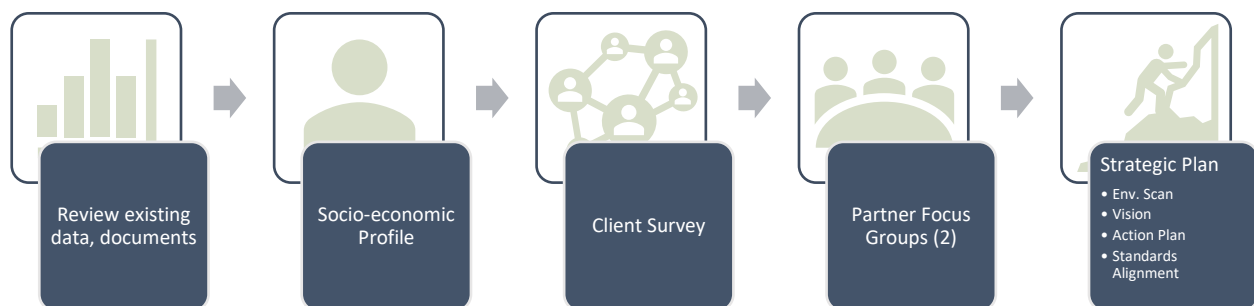 Review existing
data, documents
Socio-economic
Profile
Client Survey
Partner Focus
Groups (2)
Strategic Plan
• Env. Scan
• Vision
• Action Plan
• Standards
Alignment